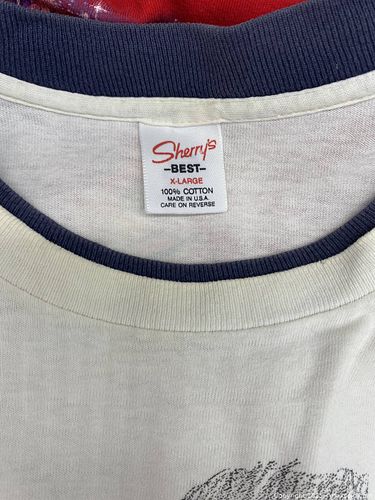 Sherry's
-BEST-
X-LARGE
100% COTTON
MADE IN U.S.A.
CARE ON REVERSE